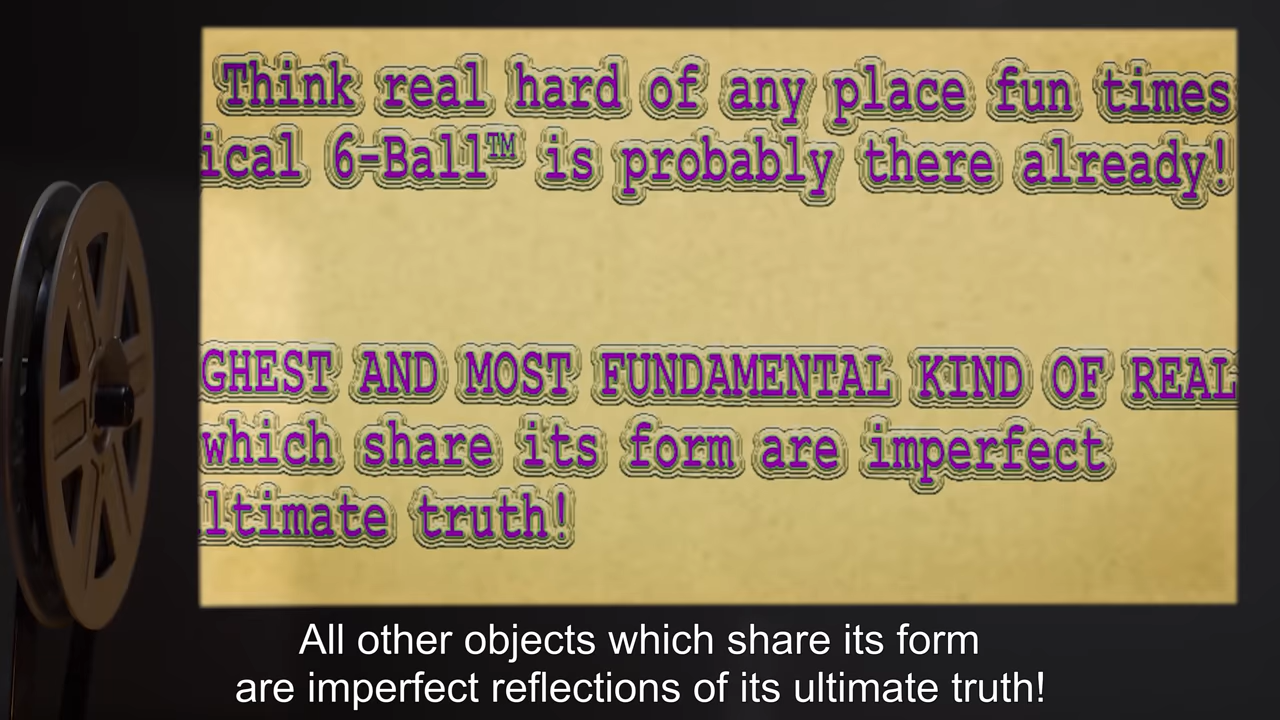 Think real hard of any place fun times
ical 6-Ball™ is probably there already!
GHEST AND MOST FUNDAMENTAL KIND OF REAL
which share its form are imperfect
ltimate truth!
All other objects which share its form
are imperfect reflections of its ultimate truth!